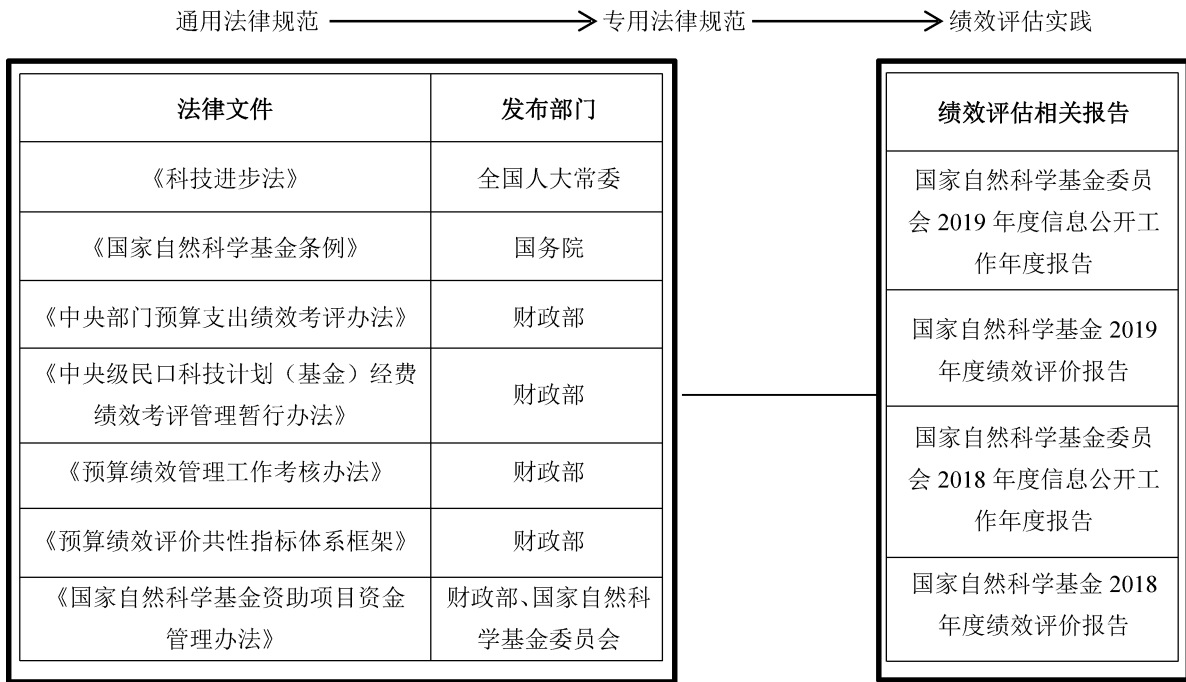 通用法律规范 专用法律规范 绩效评估实践
法律文件 发布部门
《科技进步法》 全国人大常委
《国家自然科学基金条例》 国务院
《中央部门预算支出绩效考评办法》 财政部
《中央级民口科技计划（基金）经费
绩效考评管理暂行办法》 财政部
《预算绩效管理工作考核办法》 财政部
《预算绩效评价共性指标体系框架》 财政部
《国家自然科学基金资助项目资金
管理办法》
财政部、国家自然科
学基金委员会
绩效评估相关报告
国家自然科学基金委员
会 2019 年度信息公开工
作年度报告
国家自然科学基金 2019
年度绩效评价报告
国家自然科学基金委员
会 2018 年度信息公开工
作年度报告
国家自然科学基金 2018
年度绩效评价报告